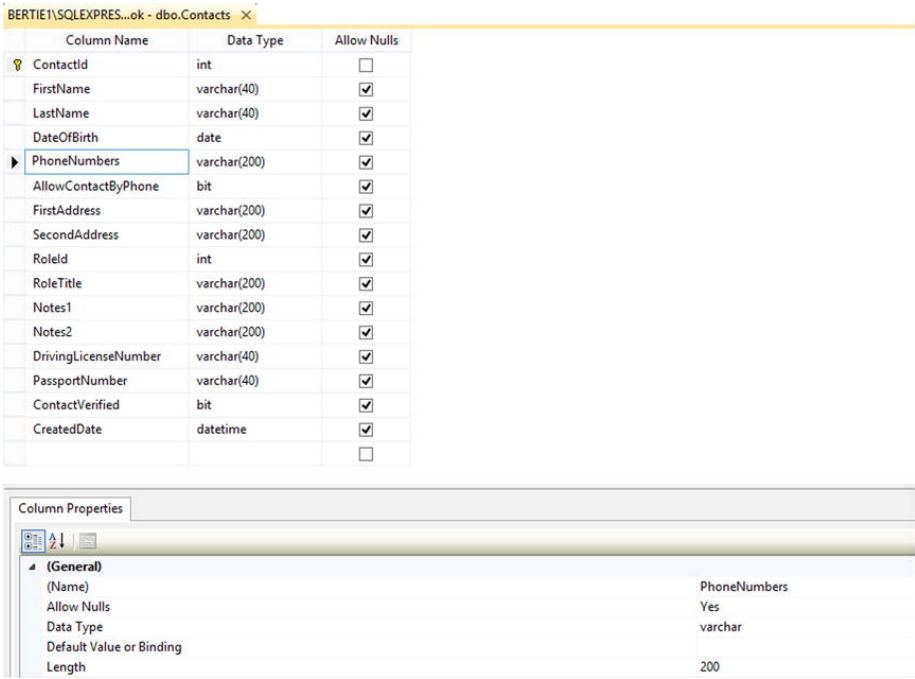 BERTIE1\SQLEXPRES...ok - dbo.Contacts
Column Name Data Type Allow Nulls
ContactId int
FirstName varchar(40)
LastName varchar(40)
DateOfBirth date
PhoneNumbers varchar(200)
AllowContactByPhone bit
FirstAddress varchar(200)
SecondAddress varchar(200)
RoleId int
RoleTitle varchar(200)
Notes1 varchar(200)
Notes2 varchar(200)
DrivingLicenseNumber varchar(40)
PassportNumber varchar(40)
ContactVerified bit
CreatedDate datetime
Column Properties
(General)
(Name) PhoneNumbers
Allow Nulls Yes
Data Type varchar
Default Value or Binding
Length 200